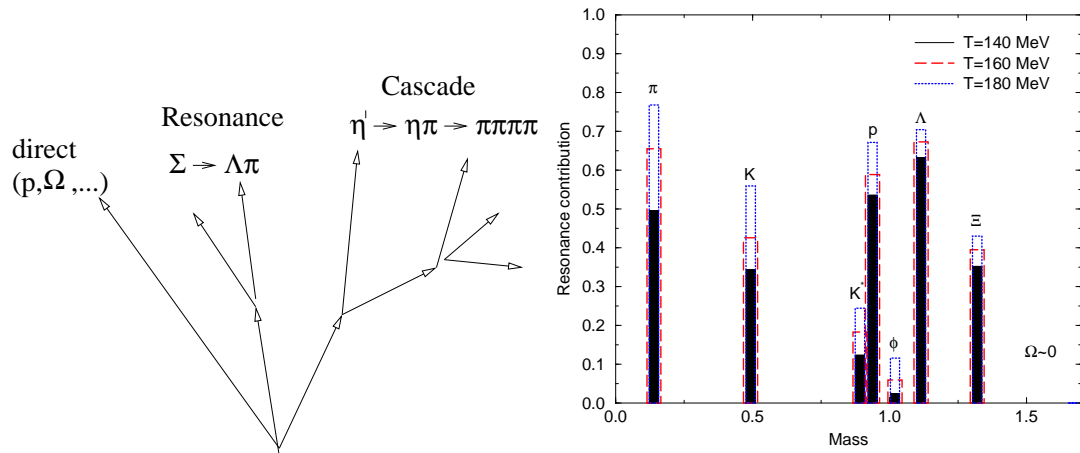 Cascade
η' → ηπ → ππππ
Resonance
Σ → Λπ
direct
(p,Ω,...)
Resonance contribution
1.0
0.9
0.8
0.7
0.6
0.5
0.4
0.3
0.2
0.1
0.0
T=140 MeV
T=160 MeV
T=180 MeV
π
K
K*
p
ϕ
Λ
Ξ
Ω~0
0.0
0.5
1.0
1.5
Mass